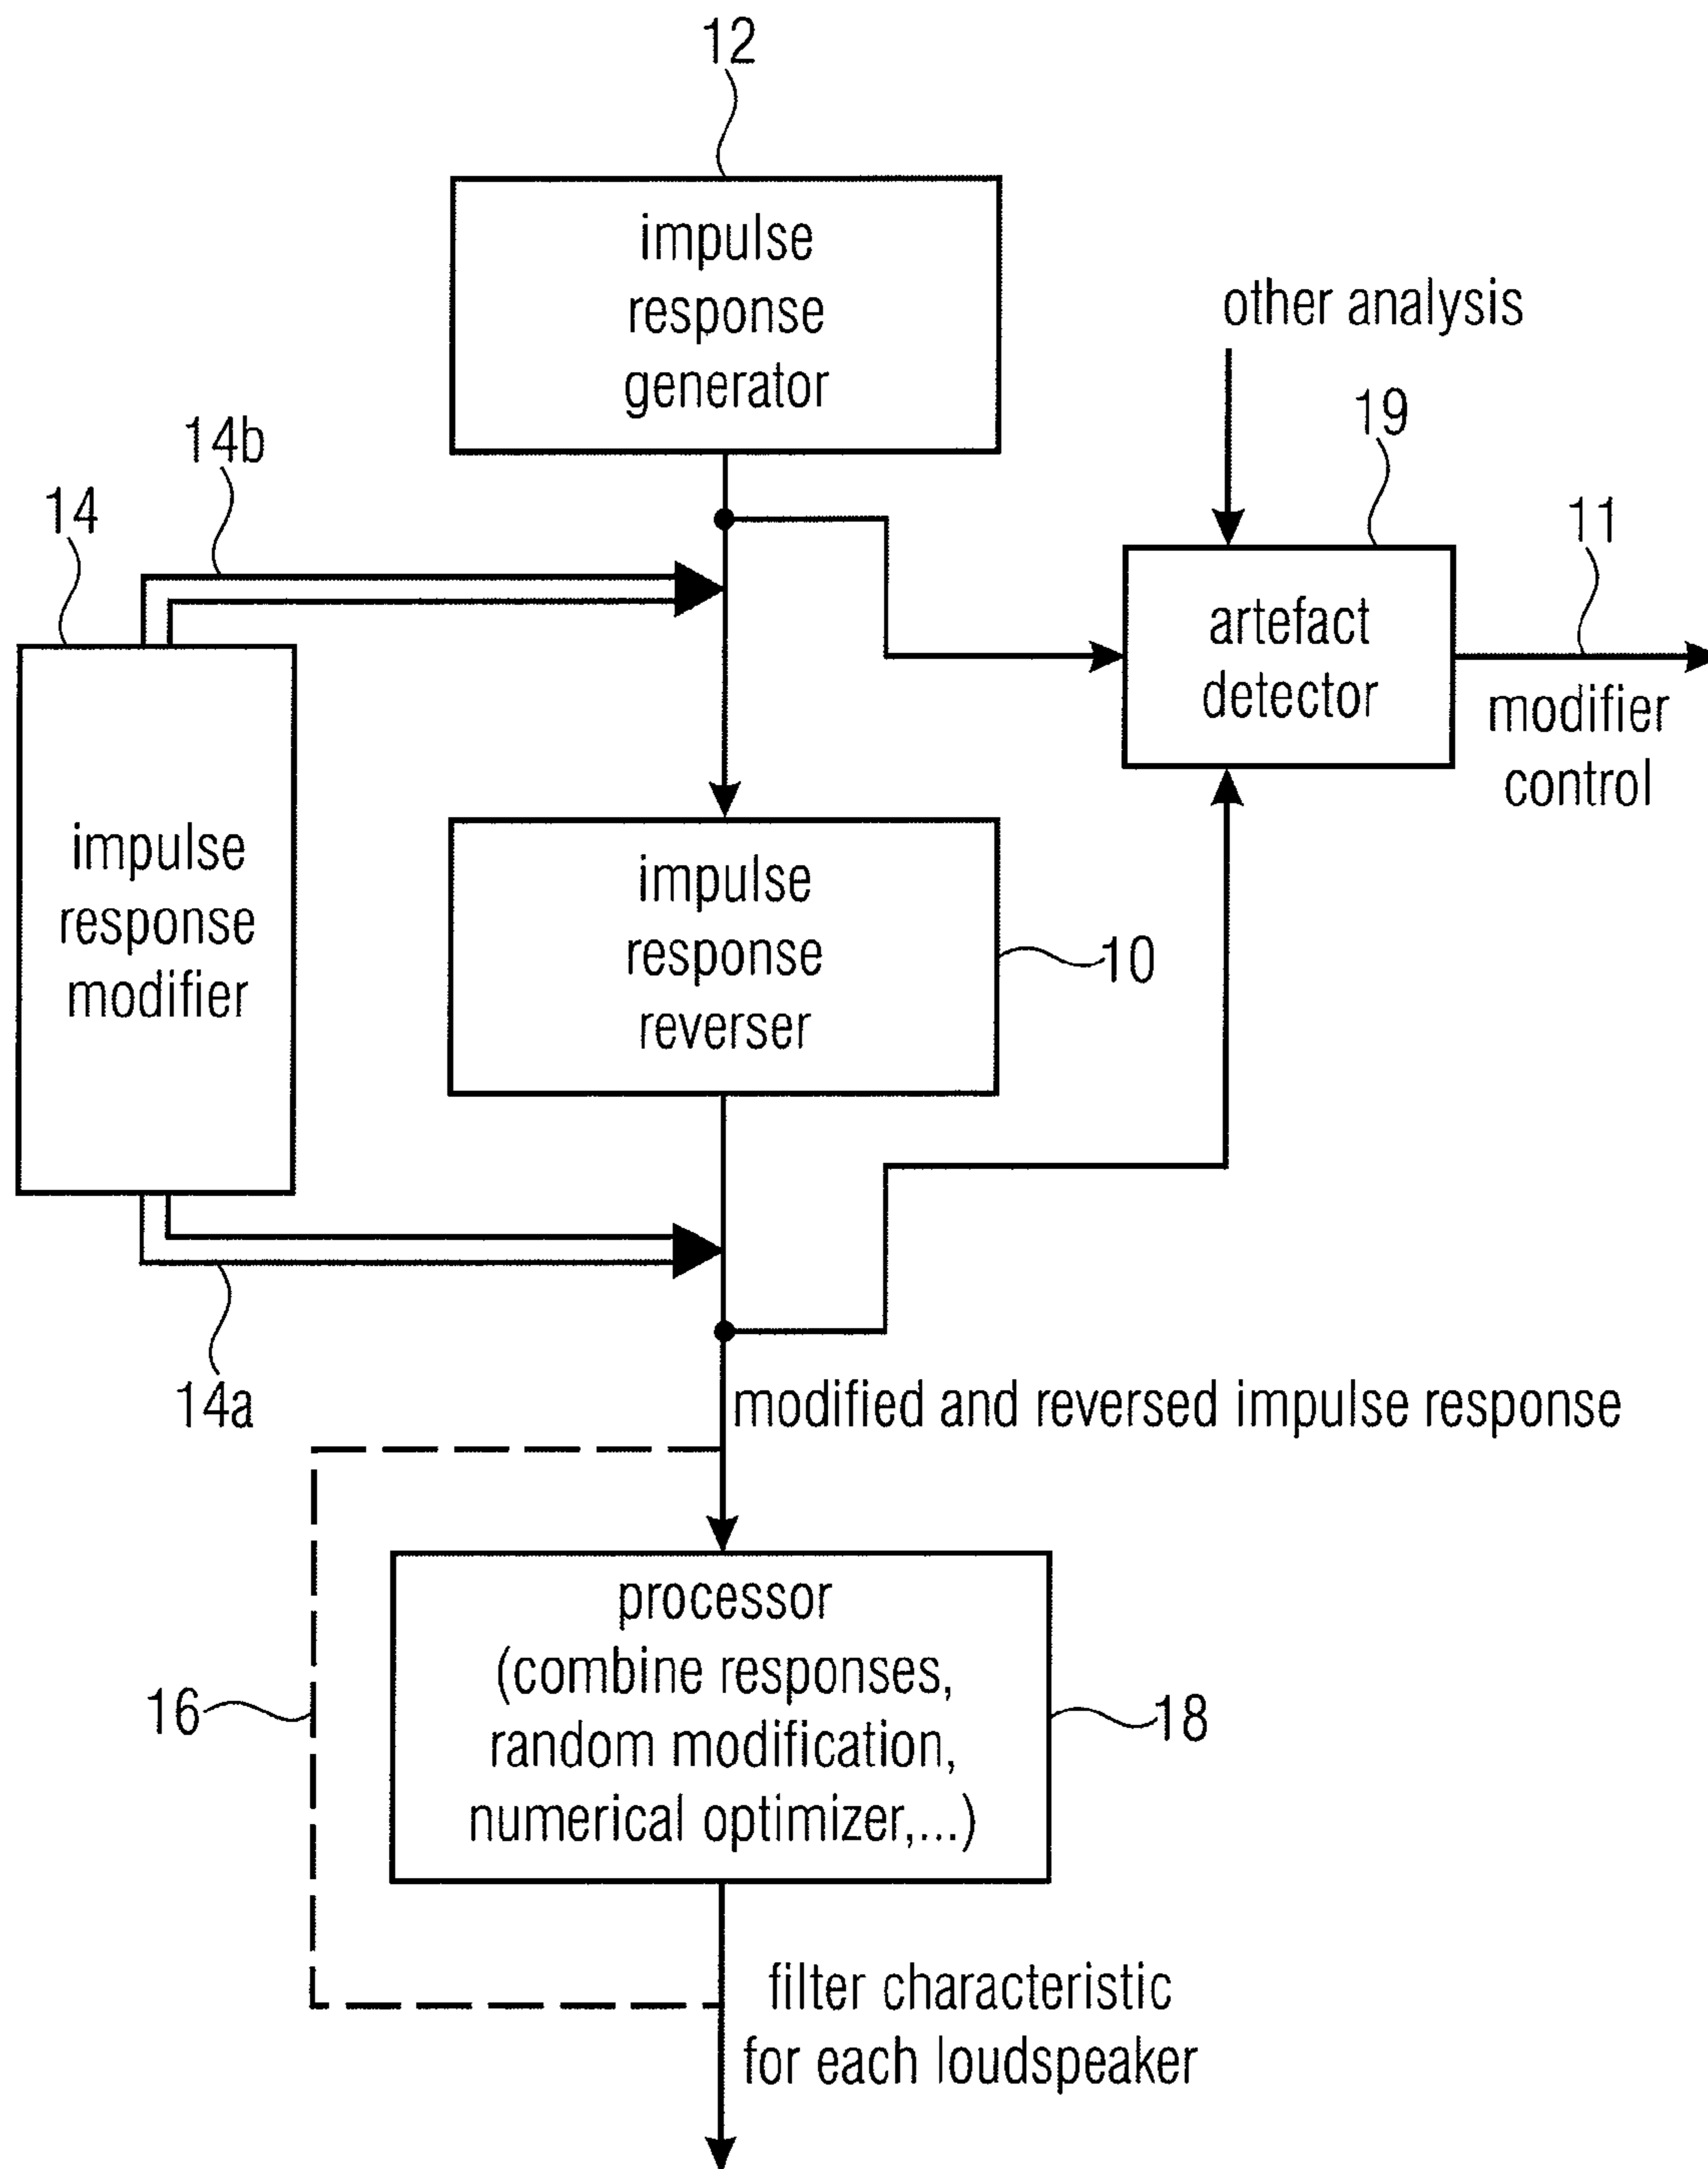 12
impulse
response
generator
other analysis
19
14b
14
11
artefact
detector
modifier
control
impulse
response
modifier
impulse
response
reverser
10
14a
modified and reversed impulse response
processor
(combine responses,
random modification,
numerical optimizer,...)
16
18
filter characteristic
for each loudspeaker